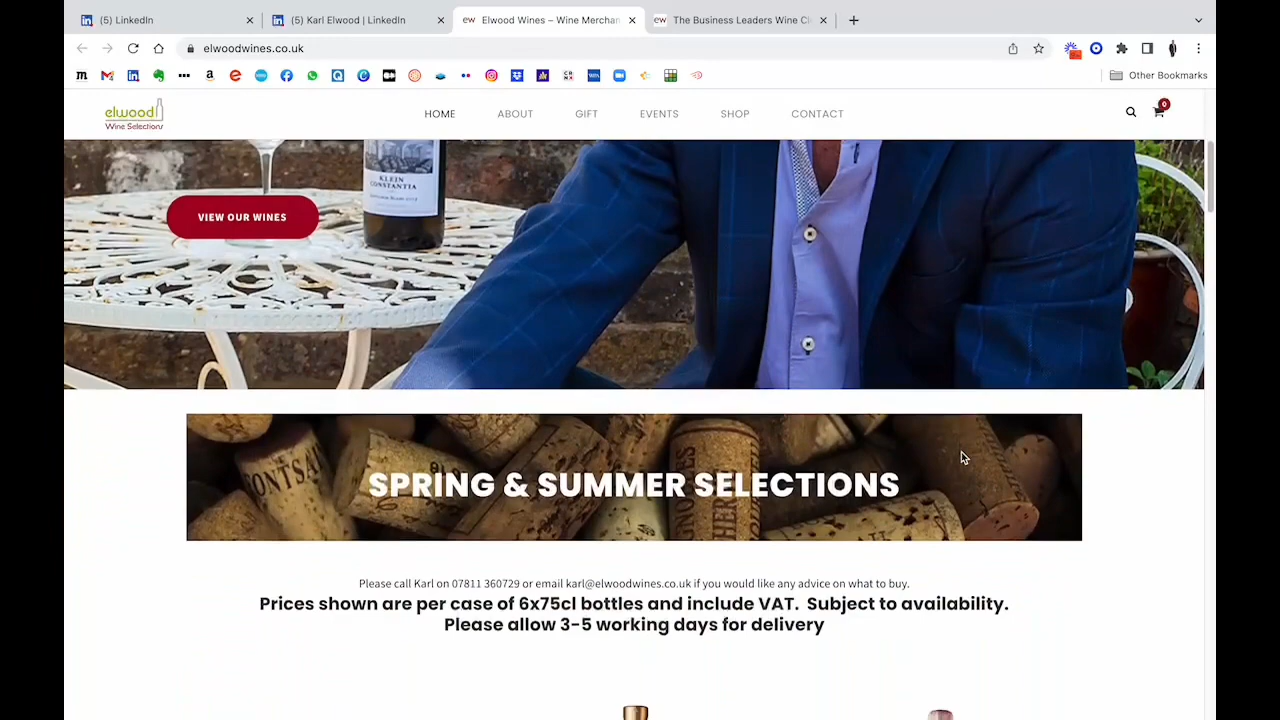 (5) LinkedIn
(5) Karl Elwood | LinkedIn
ew Elwood Wines – Wine Merchan
ew The Business Leaders Wine Cl
elwoodwines.co.uk
Other Bookmarks
elwood
Wine Selections
HOME ABOUT GIFT EVENTS SHOP CONTACT
0
KLEIN
CONSTANTIA
VIEW OUR WINES
SPRING & SUMMER SELECTIONS
Please call Karl on 07811 360729 or email karl@elwoodwines.co.uk if you would like any advice on what to buy.
Prices shown are per case of 6x75cl bottles and include VAT. Subject to availability.
Please allow 3-5 working days for delivery